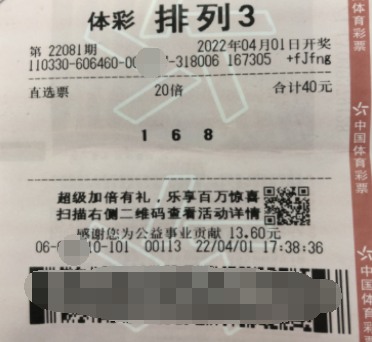 体彩 排列3
第 22081期 2022年04月01日开奖
110330-606460-00 -318006 167305 +fJfng
直选票 20倍 合计40元
1 6 8
超级加倍有礼，乐享百万惊喜
扫描右侧二维码查看活动详情
感谢您为公益事业贡献 13.60元
06- 10-101 00113 22/04/01 17:38:36
体育彩票
中国体育彩票
中国体育彩